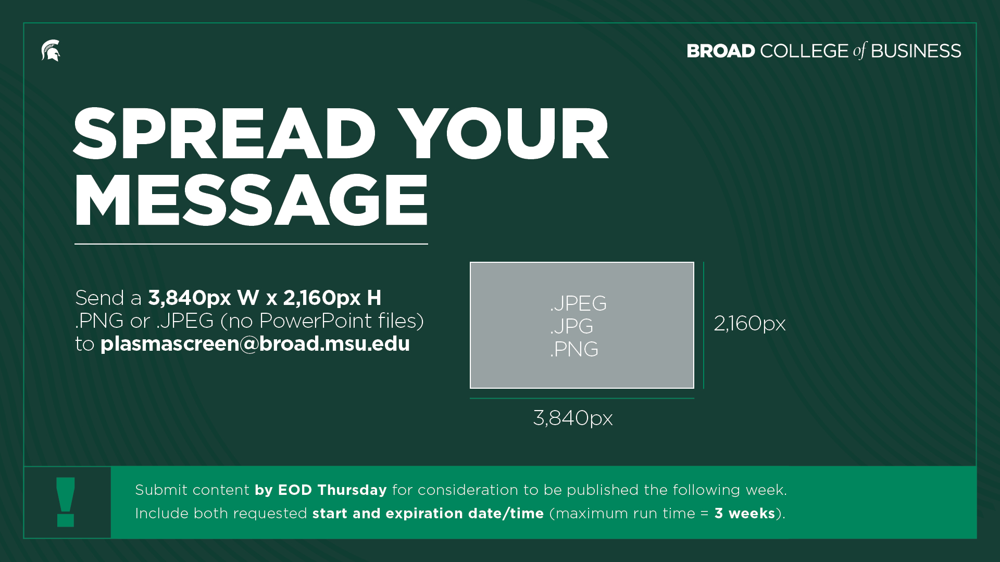 BROAD COLLEGE of BUSINESS
SPREAD YOUR
MESSAGE
Send a 3,840px W x 2,160px H
.PNG or .JPEG (no PowerPoint files)
to plasmascreen@broad.msu.edu
.JPEG
.JPG
.PNG
2,160px
3,840px
!
Submit content by EOD Thursday for consideration to be published the following week.
Include both requested start and expiration date/time (maximum run time = 3 weeks).